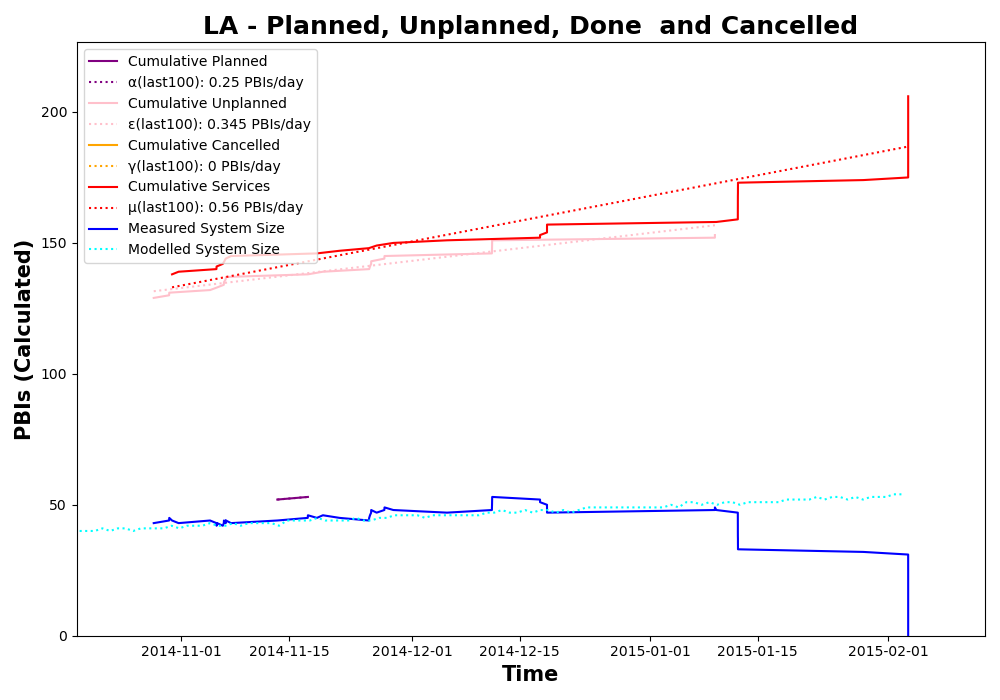 LA - Planned, Unplanned, Done  and Cancelled
Cumulative Planned
α(last100): 0.25 PBIs/day
Cumulative Unplanned
ε(last100): 0.345 PBIs/day
Cumulative Cancelled
γ(last100): 0 PBIs/day
Cumulative Services
μ(last100): 0.56 PBIs/day
Measured System Size
Modelled System Size
PBIs (Calculated)
200
150
100
50
0
2014-11-01 2014-11-15 2014-12-01 2014-12-15 2015-01-01 2015-01-15 2015-02-01
Time